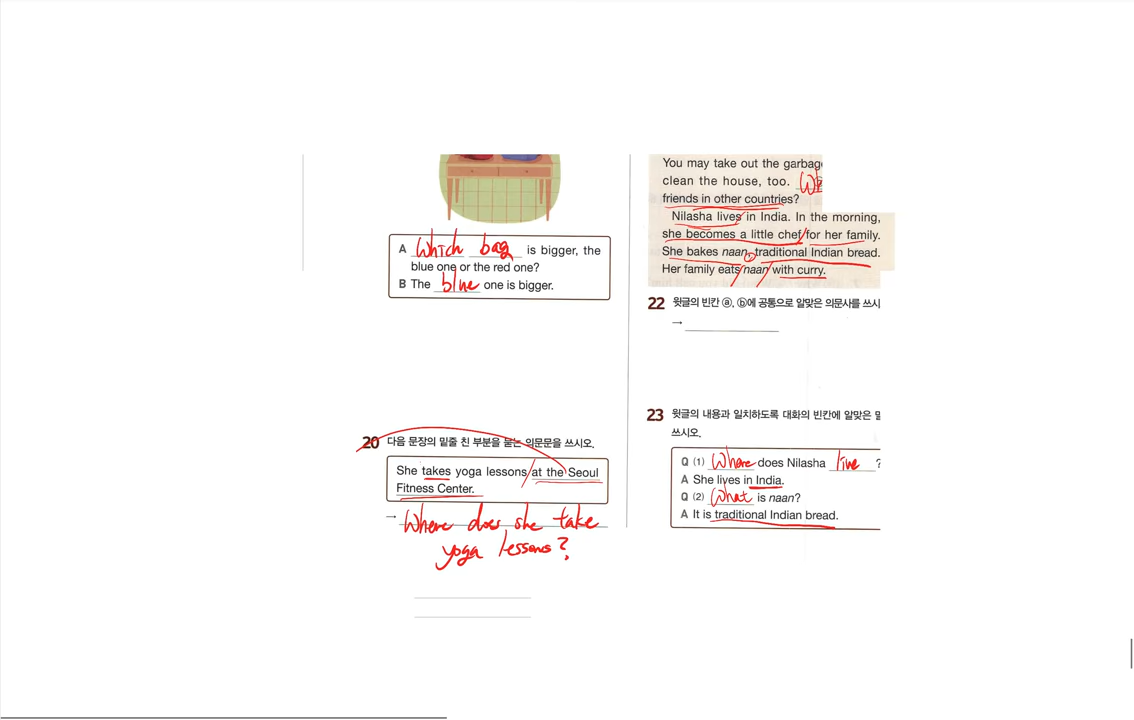 A Which bag is bigger, the
blue one or the red one?
B The blue one is bigger.
20 다음 문장의 밑줄 친 부분을 묻는 의문문을 쓰시오.
She takes yoga lessons / at the Seoul
Fitness Center.
→ Where does she take
yoga lessons?
You may take out the garbag
clean the house, too.
friends in other countries?
Nilasha lives in India. In the morning,
she becomes a little chef for her family.
She bakes naan, traditional Indian bread.
Her family eats naan with curry.
22 윗글의 빈칸 ⓐ, ⓑ에 공통으로 알맞은 의문사를 쓰시
→
23 윗글의 내용과 일치하도록 대화의 빈칸에 알맞은 말
쓰시오.
Q (1) Where does Nilasha live ?
A She lives in India.
Q (2) What is naan?
A It is traditional Indian bread.